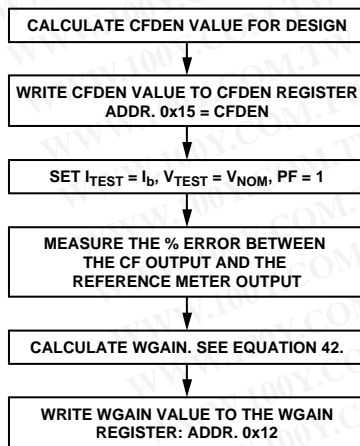 CALCULATE CFDEN VALUE FOR DESIGN
WRITE CFDEN VALUE TO CFDEN REGISTER
ADDR. 0x15 = CFDEN
SET ITEST = Ib, VTEST = VNOM, PF = 1
MEASURE THE % ERROR BETWEEN
THE CF OUTPUT AND THE
REFERENCE METER OUTPUT
CALCULATE WGAIN. SEE EQUATION 42.
WRITE WGAIN VALUE TO THE WGAIN
REGISTER: ADDR. 0x12